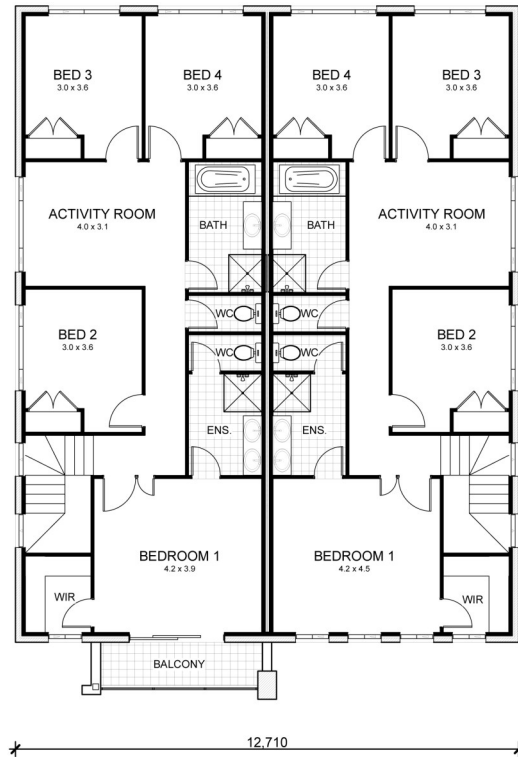 BED 3
3.0 x 3.6
BED 4
3.0 x 3.6
BED 4
3.0 x 3.6
BED 3
3.0 x 3.6
ACTIVITY ROOM
4.0 x 3.1
BATH
BATH
ACTIVITY ROOM
4.0 x 3.1
WC
WC
BED 2
3.0 x 3.6
BED 2
3.0 x 3.6
WC
WC
ENS.
ENS.
BEDROOM 1
4.2 x 3.9
BEDROOM 1
4.2 x 4.5
WIR
WIR
BALCONY
12,710